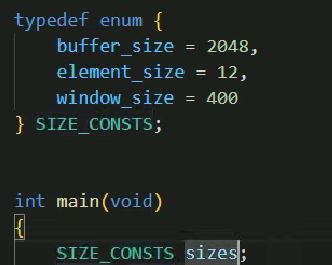 typedef enum {
    buffer_size = 2048,
    element_size = 12,
    window_size = 400
} SIZE_CONSTS;
int main(void)
{
    SIZE_CONSTS sizes;